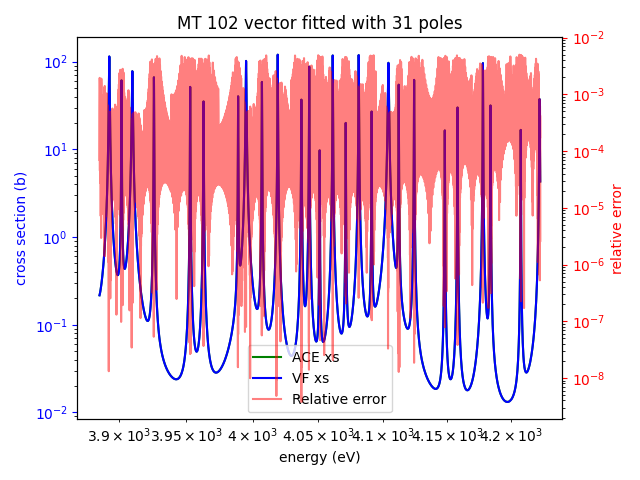 MT 102 vector fitted with 31 poles
10²
10¹
10⁰
10⁻¹
10⁻²
cross section (b)
10⁻²
10⁻³
10⁻⁴
10⁻⁵
10⁻⁶
10⁻⁷
10⁻⁸
relative error
ACE xs
VF xs
Relative error
3.9 × 10³ 3.95 × 10³ 4 × 10³ 4.05 × 10³ 4.1 × 10³ 4.15 × 10³ 4.2 × 10³
energy (eV)